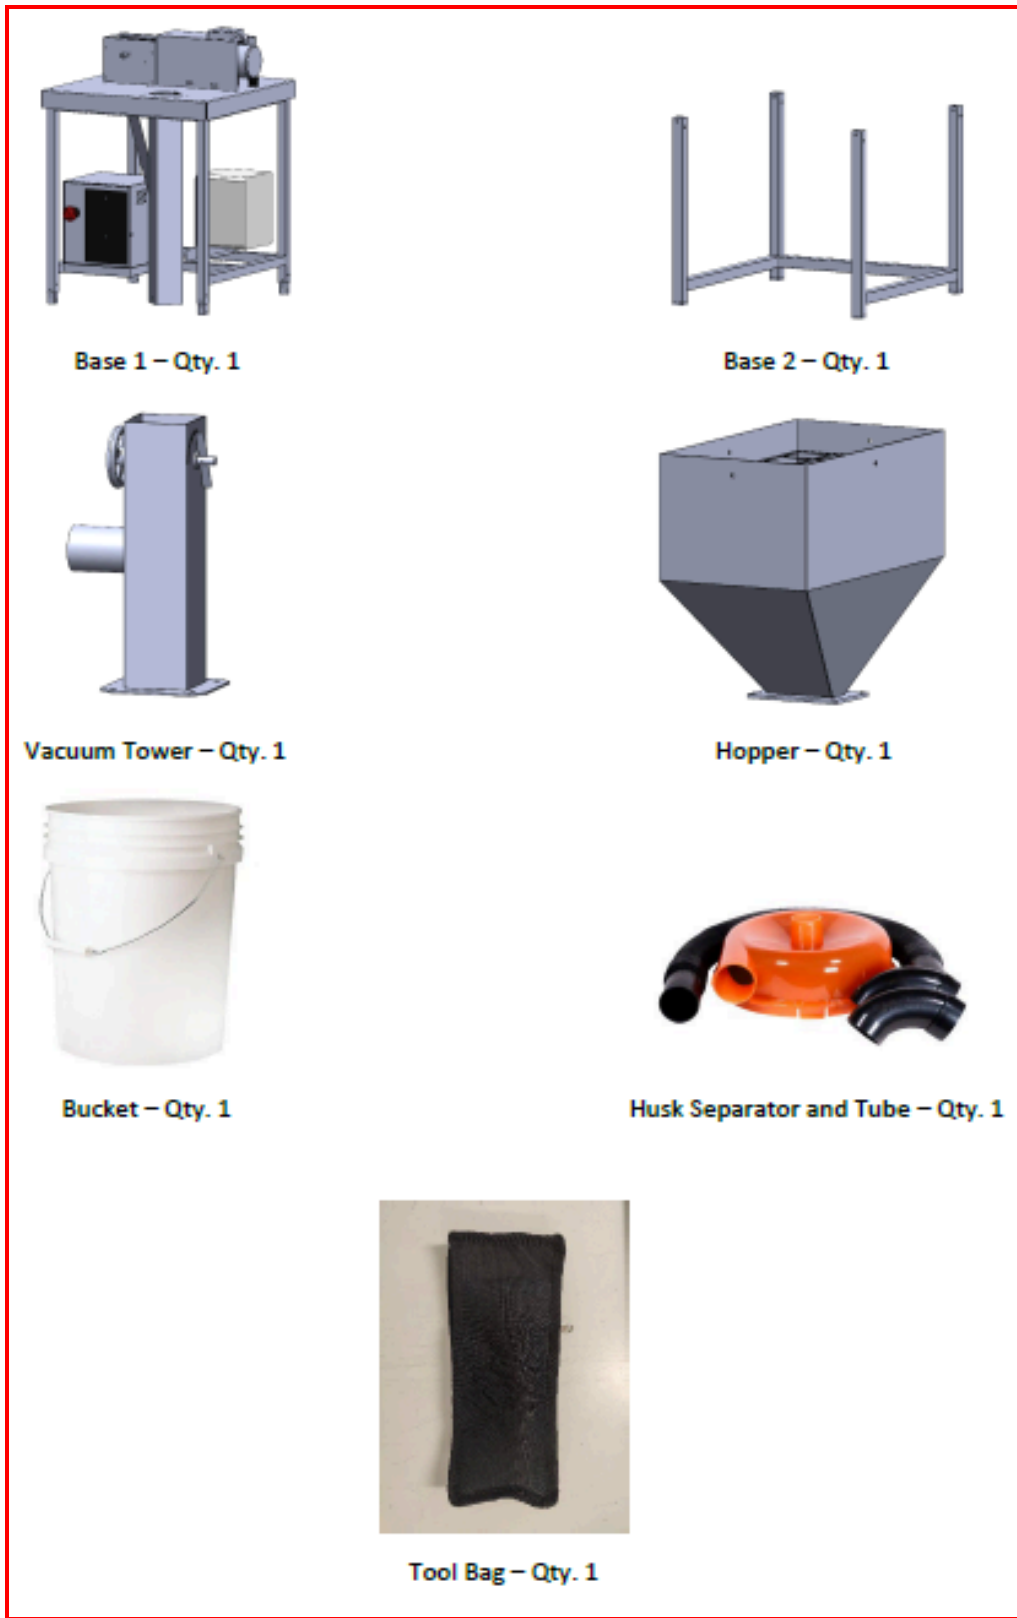 Base 1 – Qty. 1
Base 2 – Qty. 1
Vacuum Tower – Qty. 1
Hopper – Qty. 1
Bucket – Qty. 1
Husk Separator and Tube – Qty. 1
Tool Bag – Qty. 1